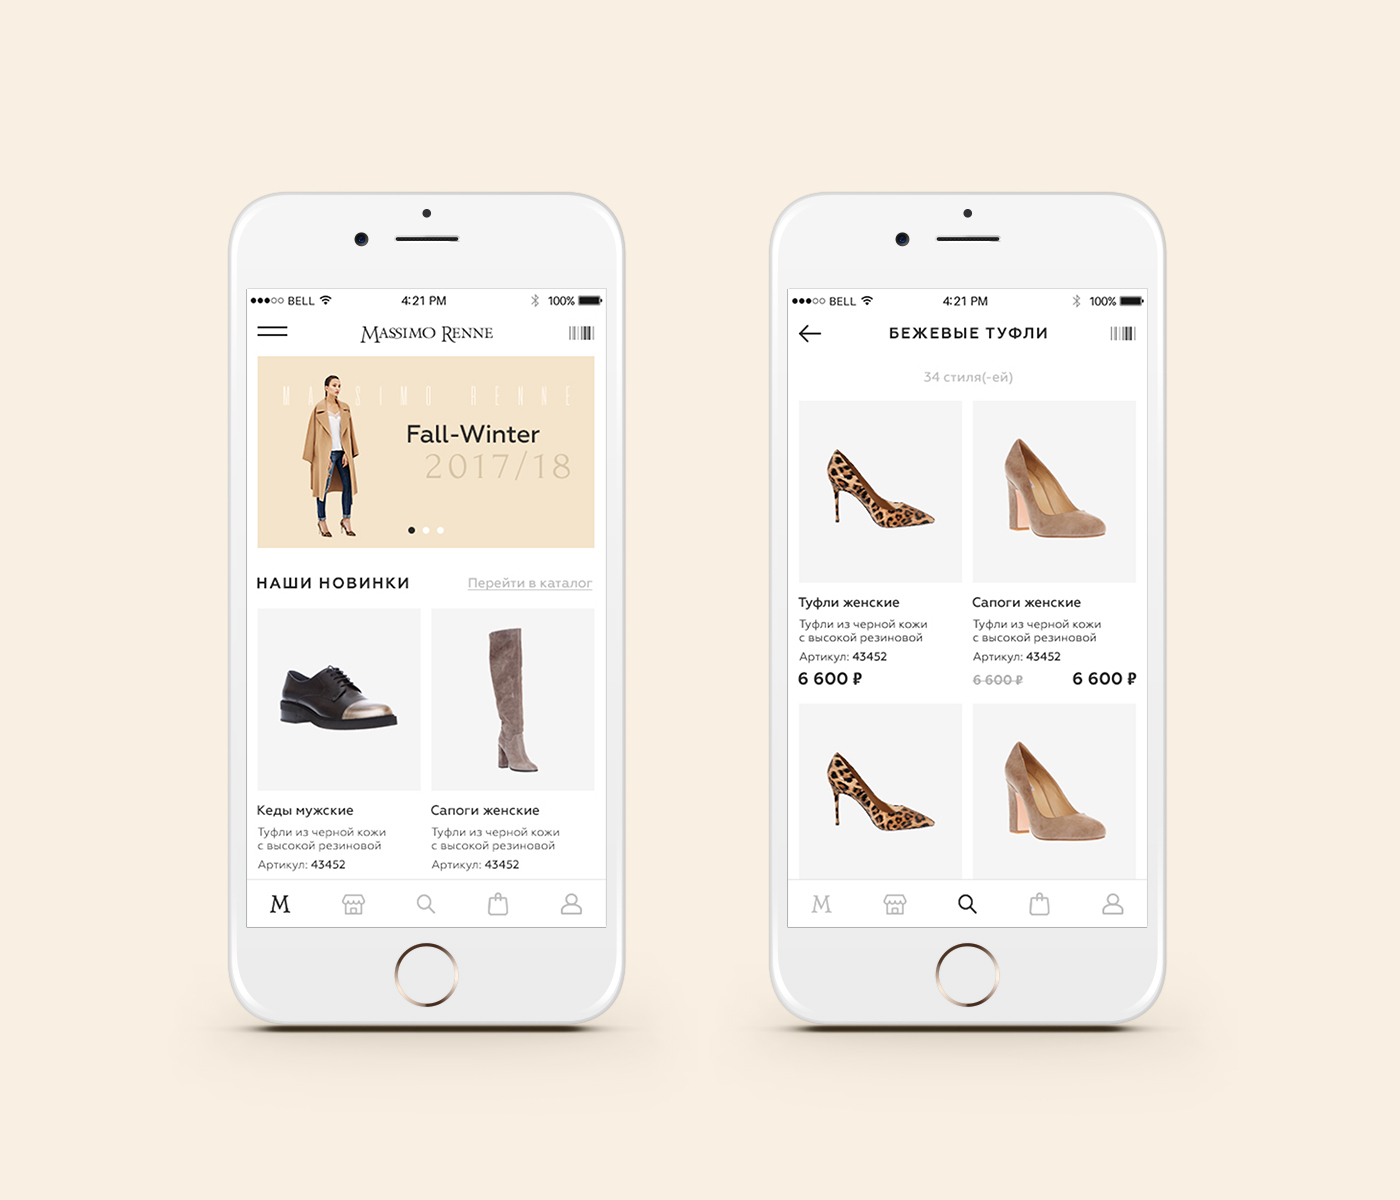 BELL
4:21 PM
100%
MASSIMO RENNE
MASSIMO RENNE
Fall-Winter
2017/18
НАШИ НОВИНКИ
Перейти в каталог
Кеды мужские
Туфли из черной кожи
с высокой резиновой
Артикул: 43452
Сапоги женские
Туфли из черной кожи
с высокой резиновой
Артикул: 43452
M
BELL
4:21 PM
100%
БЕЖЕВЫЕ ТУФЛИ
34 стиля(-ей)
Туфли женские
Туфли из черной кожи
с высокой резиновой
Артикул: 43452
6 600 ₽
Сапоги женские
Туфли из черной кожи
с высокой резиновой
Артикул: 43452
6 600 ₽ 6 600 ₽
M